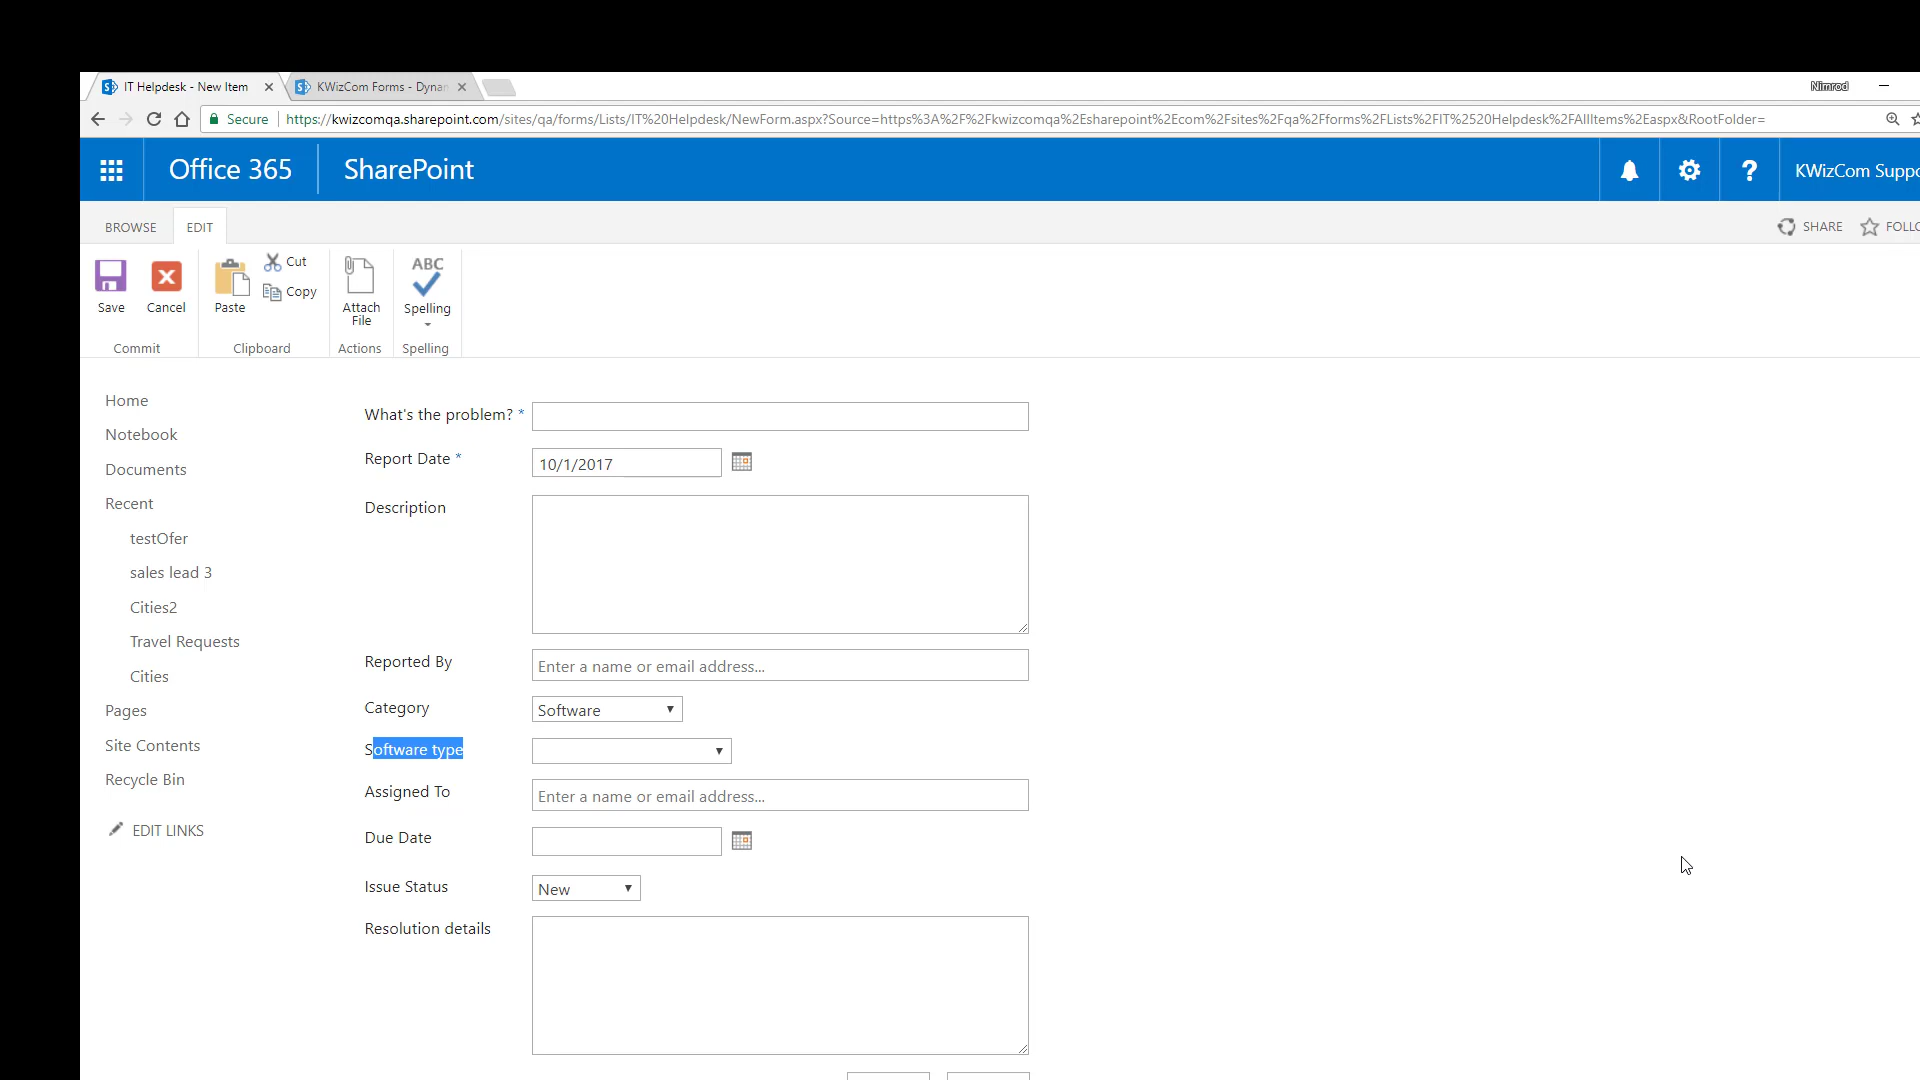 IT Helpdesk - New Item
KWizCom Forms - Dynam
Nimrod
Secure
https://kwizcomqa.sharepoint.com/sites/qa/forms/Lists/IT%20Helpdesk/NewForm.aspx?Source=https%3A%2F%2Fkwizcomqa%2Esharepoint%2Ecom%2Fsites%2Fqa%2Fforms%2FLists%2FIT%2520Helpdesk%2FAllItems%2Easpx&RootFolder=
Office 365
SharePoint
?
KWizCom Suppo
BROWSE
EDIT
SHARE
FOLLO
Save
Cancel
Paste
Cut
Copy
Attach
File
ABC
Spelling
Commit
Clipboard
Actions
Spelling
Home
Notebook
Documents
Recent
testOfer
sales lead 3
Cities2
Travel Requests
Cities
Pages
Site Contents
Recycle Bin
EDIT LINKS
What's the problem? *
Report Date *
10/1/2017
Description
Reported By
Enter a name or email address...
Category
Software
Software type
Assigned To
Enter a name or email address...
Due Date
Issue Status
New
Resolution details